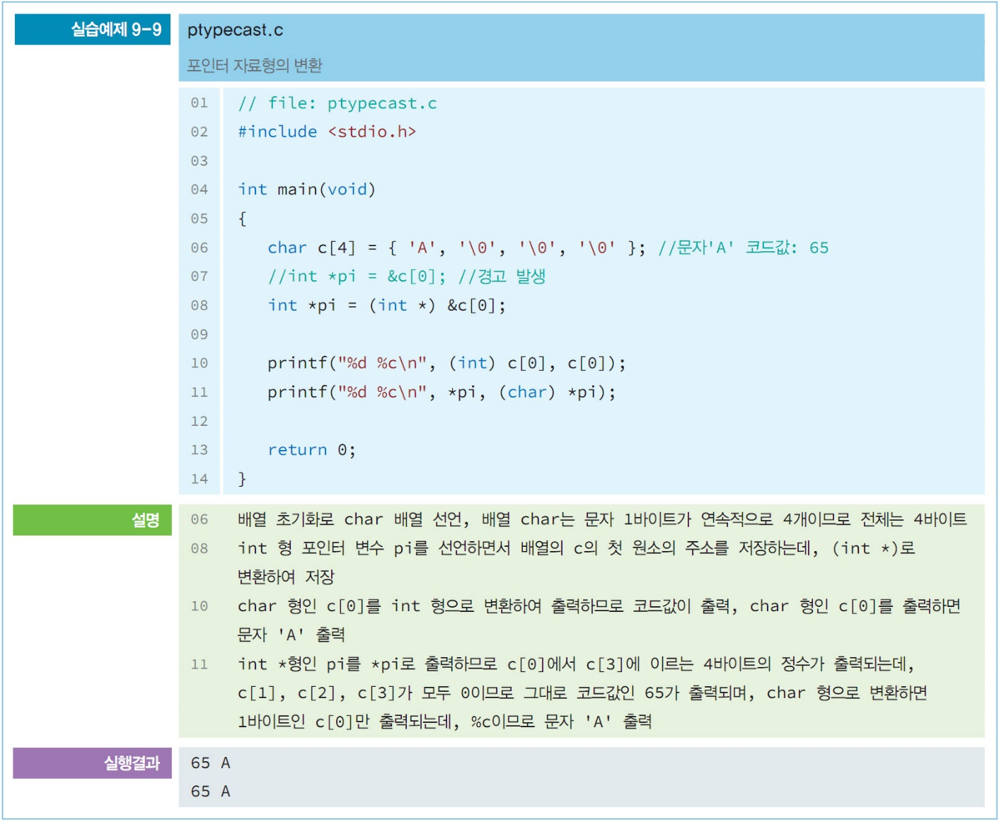 실습예제 9-9
ptypecast.c
포인터 자료형의 변환
01 // file: ptypecast.c
02 #include <stdio.h>
03
04 int main(void)
05 {
06 char c[4] = { 'A', '\0', '\0', '\0' }; //문자'A' 코드값: 65
07 //int *pi = &c[0]; //경고 발생
08 int *pi = (int *) &c[0];
09
10 printf("%d %c\n", (int) c[0], c[0]);
11 printf("%d %c\n", *pi, (char) *pi);
12
13 return 0;
14 }
설명
06 배열 초기화로 char 배열 선언, 배열 char는 문자 1바이트가 연속적으로 4개이므로 전체는 4바이트
08 int 형 포인터 변수 pi를 선언하면서 배열의 c의 첫 원소의 주소를 저장하는데, (int *)로
변환하여 저장
10 char 형인 c[0]를 int 형으로 변환하여 출력하므로 코드값이 출력, char 형인 c[0]를 출력하면
문자 'A' 출력
11 int *형인 pi를 *pi로 출력하므로 c[0]에서 c[3]에 이르는 4바이트의 정수가 출력되는데,
c[1], c[2], c[3]가 모두 0이므로 그대로 코드값인 65가 출력되며, char 형으로 변환하면
1바이트인 c[0]만 출력되는데, %c이므로 문자 'A' 출력
실행결과
65 A
65 A